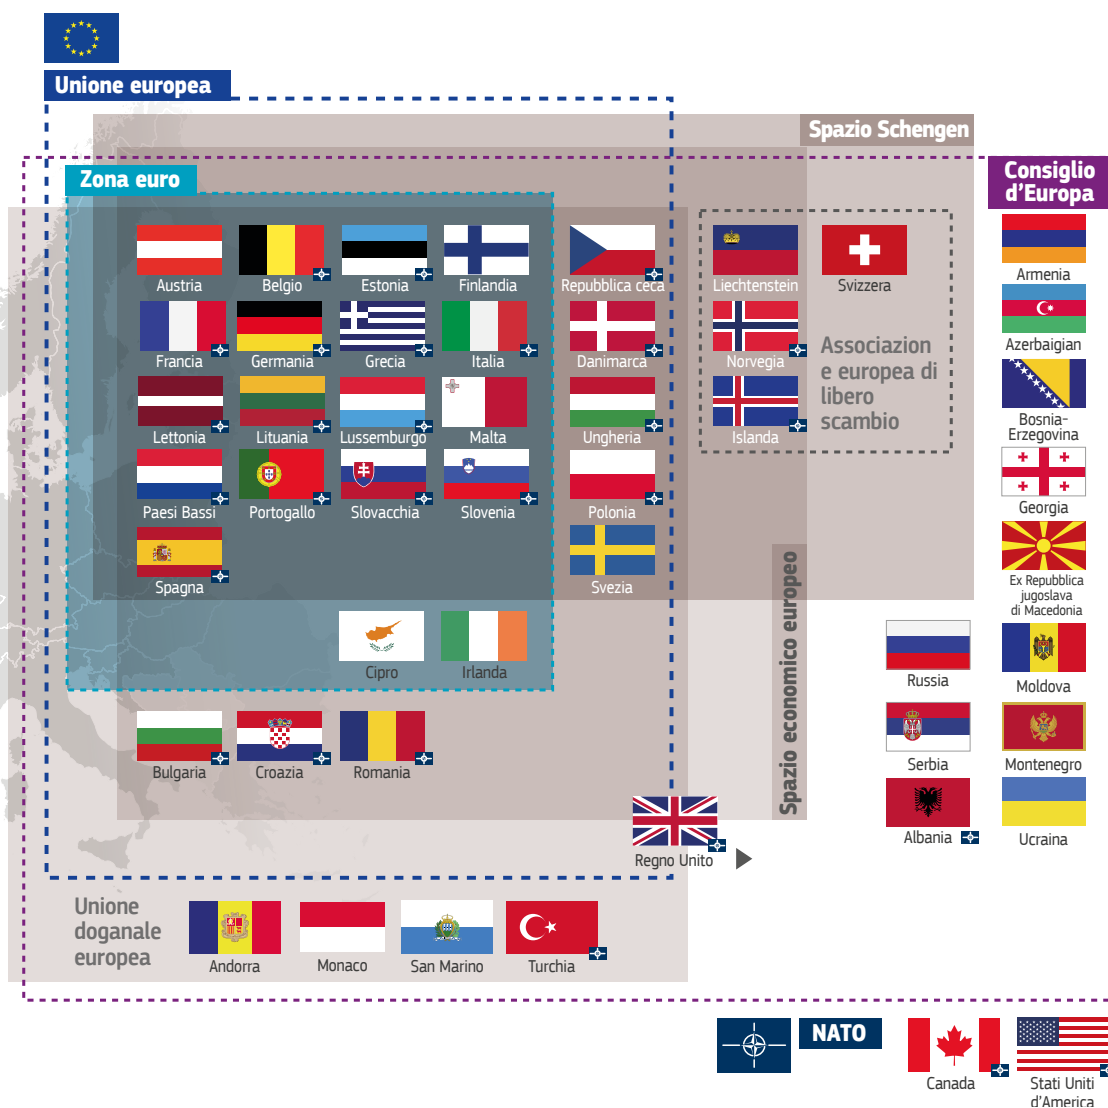 Unione europea
Spazio Schengen
Zona euro
Consiglio
d'Europa
Austria
Belgio
Estonia
Finlandia
Repubblica ceca
Liechtenstein
Svizzera
Armenia
Francia
Germania
Grecia
Italia
Danimarca
Norvegia
Associazion
e europea di
libero
scambio
Azerbaigian
Lettonia
Lituania
Lussemburgo
Malta
Ungheria
Islanda
Bosnia-
Erzegovina
Paesi Bassi
Portogallo
Slovacchia
Slovenia
Polonia
Georgia
Spagna
Svezia
Ex Repubblica
jugoslava
di Macedonia
Cipro
Irlanda
Spazio economico europeo
Russia
Moldova
Bulgaria
Croazia
Romania
Serbia
Montenegro
Regno Unito
Albania
Ucraina
Unione
doganale
europea
Andorra
Monaco
San Marino
Turchia
NATO
Canada
Stati Uniti
d'America